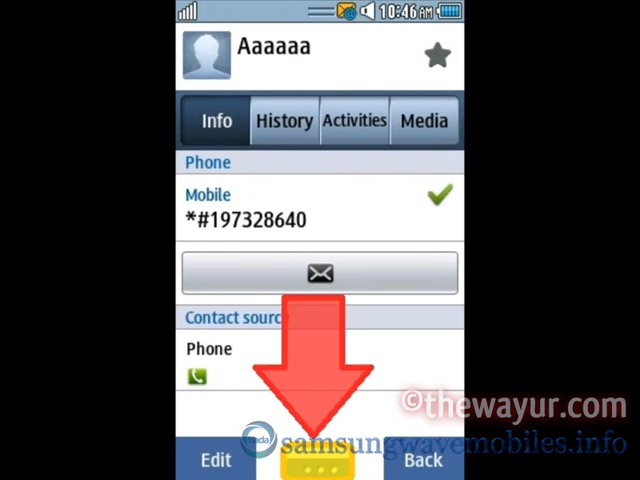 10:46 AM
Aaaaaa
Info History Activities Media
Phone
Mobile
*#197328640
Contact source
Phone
©thewayur.com
bada samsungwavemobiles.info
Edit ... Back